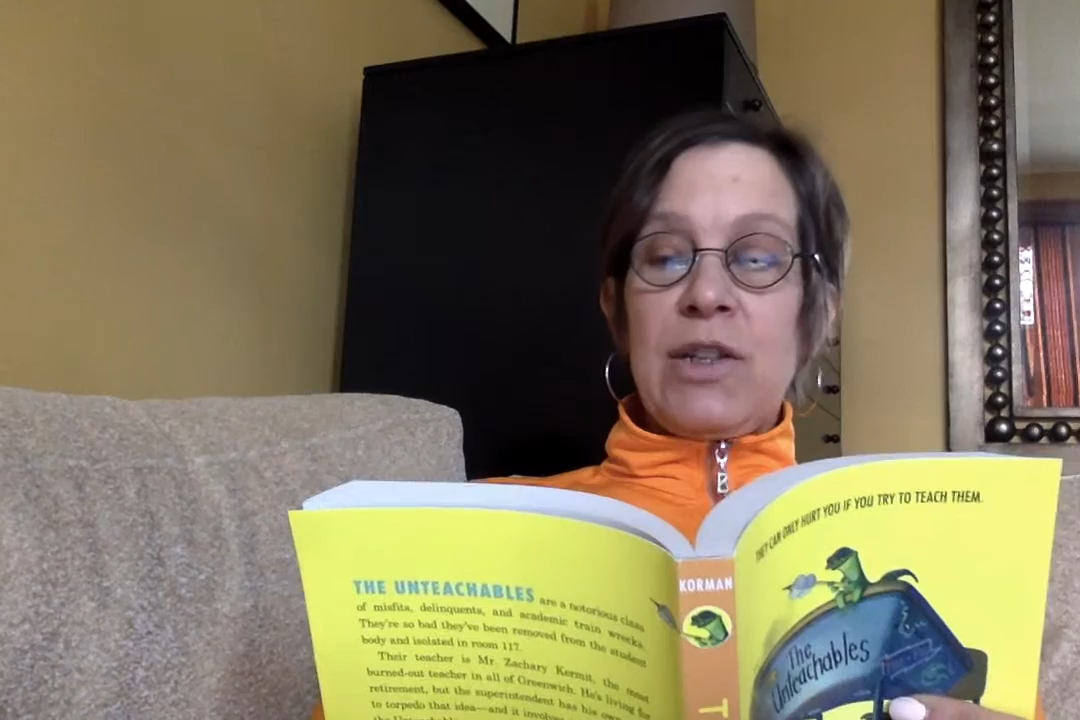 THE UNTEACHABLES are a notorious class
of misfits, delinquents, and academic train wrecks.
They're so bad they've been removed from the student
body and isolated in room 117.
Their teacher is Mr. Zachary Kermit, the most
burned-out teacher in all of Greenwich. He's living for
retirement, but the superintendent has his own
to torpedo that idea—and it involves
the Unteachables
KORMAN
T
THEY CAN ONLY HURT YOU IF YOU TRY TO TEACH THEM.
The
Unteachables